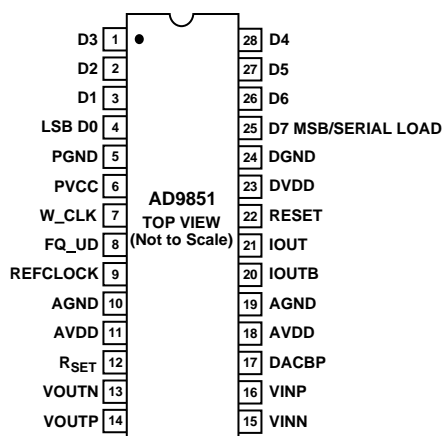 D3 1 28 D4
D2 2 27 D5
D1 3 26 D6
LSB D0 4 25 D7 MSB/SERIAL LOAD
PGND 5 24 DGND
PVCC 6 23 DVDD
AD9851
W_CLK 7 TOP VIEW 22 RESET
(Not to Scale)
FQ_UD 8 21 IOUT
REFCLOCK 9 20 IOUTB
AGND 10 19 AGND
AVDD 11 18 AVDD
RSET 12 17 DACBP
VOUTN 13 16 VINP
VOUTP 14 15 VINN